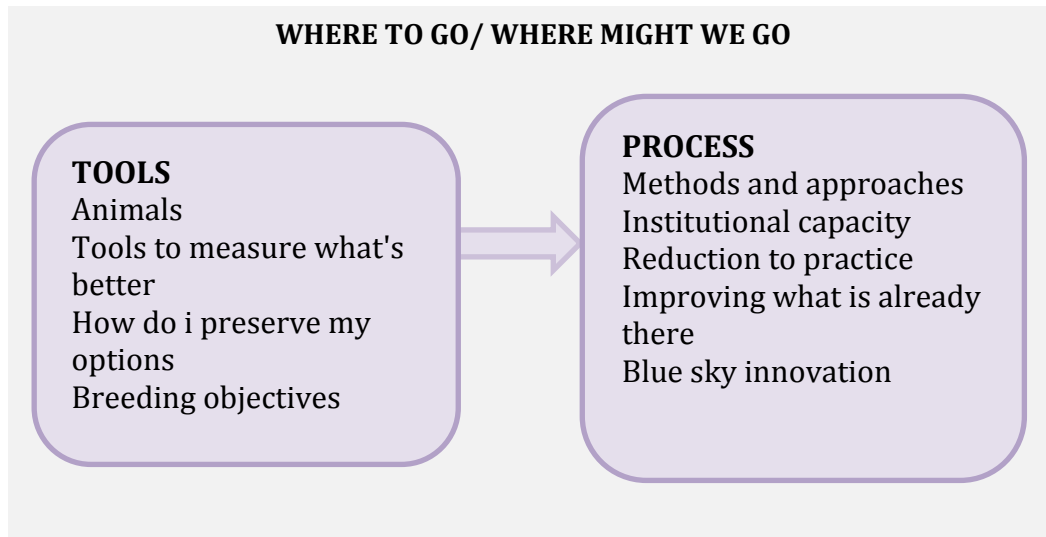 WHERE TO GO/ WHERE MIGHT WE GO
TOOLS
Animals
Tools to measure what's
better
How do i preserve my
options
Breeding objectives
PROCESS
Methods and approaches
Institutional capacity
Reduction to practice
Improving what is already
there
Blue sky innovation